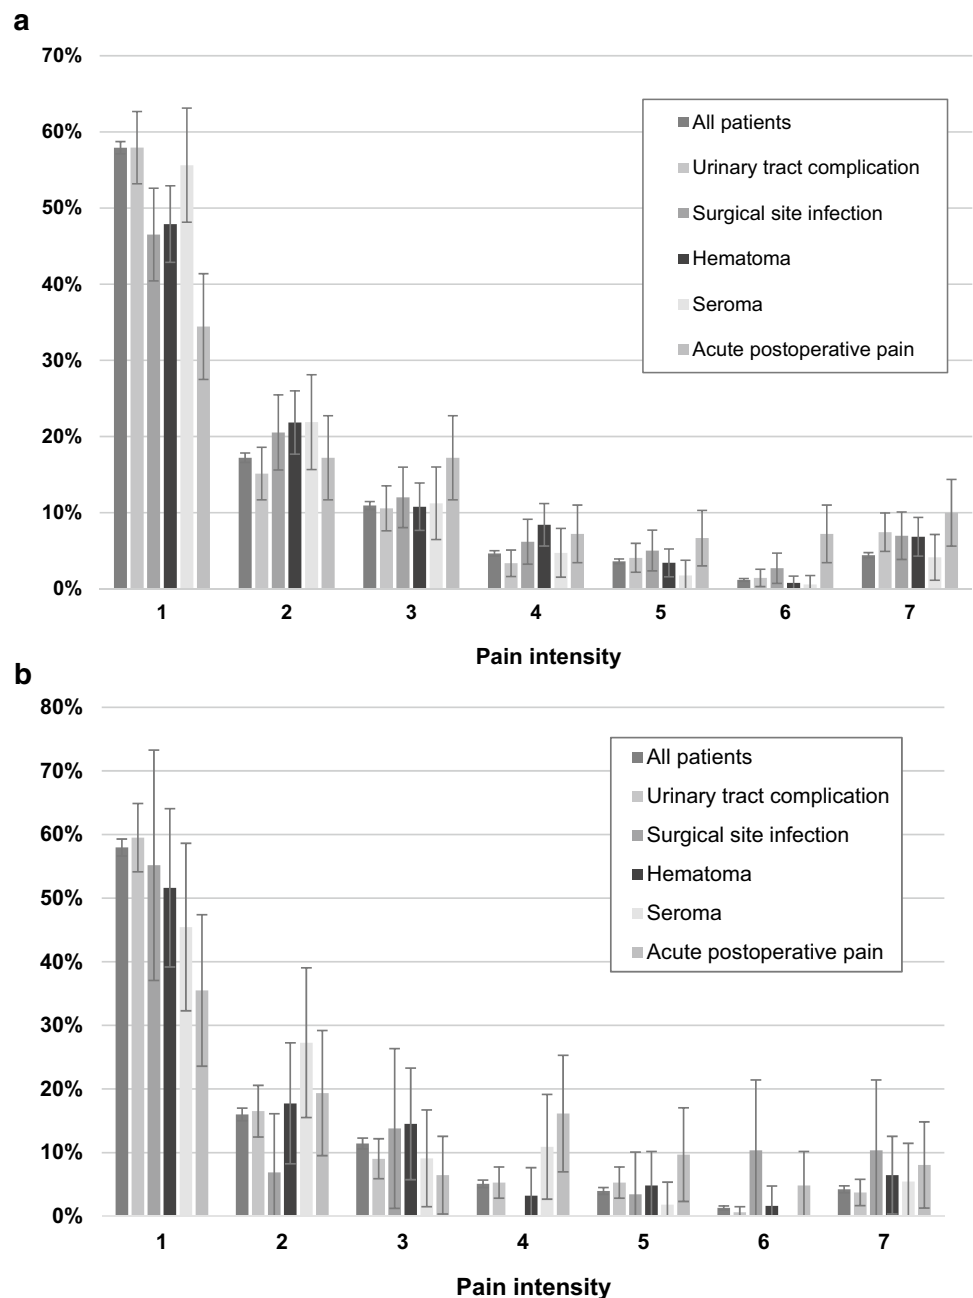 a
70%
60%
50%
40%
30%
20%
10%
0%
All patients
Urinary tract complication
Surgical site infection
Hematoma
Seroma
Acute postoperative pain
1 2 3 4 5 6 7
Pain intensity
b
80%
70%
60%
50%
40%
30%
20%
10%
0%
All patients
Urinary tract complication
Surgical site infection
Hematoma
Seroma
Acute postoperative pain
1 2 3 4 5 6 7
Pain intensity